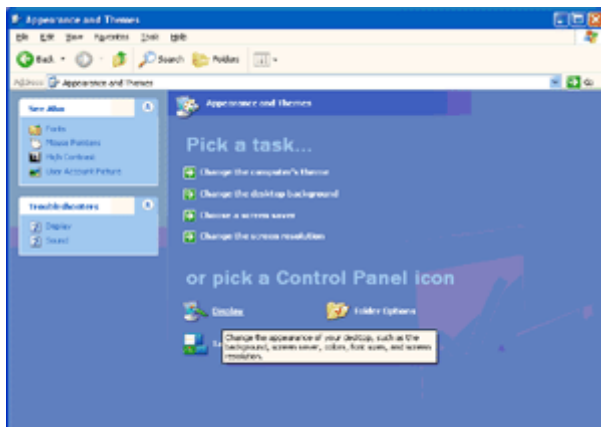 Appearance and Themes
File Edit View Favorites Tools Help
Back Search Folders
Address Appearance and Themes Go
See Also
Fonts
Mouse Pointers
High Contrast
User Account Picture
Troubleshooters
Display
Sound
Appearance and Themes
Pick a task...
Change the computer's theme
Change the desktop background
Choose a screen saver
Change the screen resolution
or pick a Control Panel icon
Display Folder Options
Change the appearance of your desktop, such as the
background, screen saver, colors, font sizes, and screen
resolution.